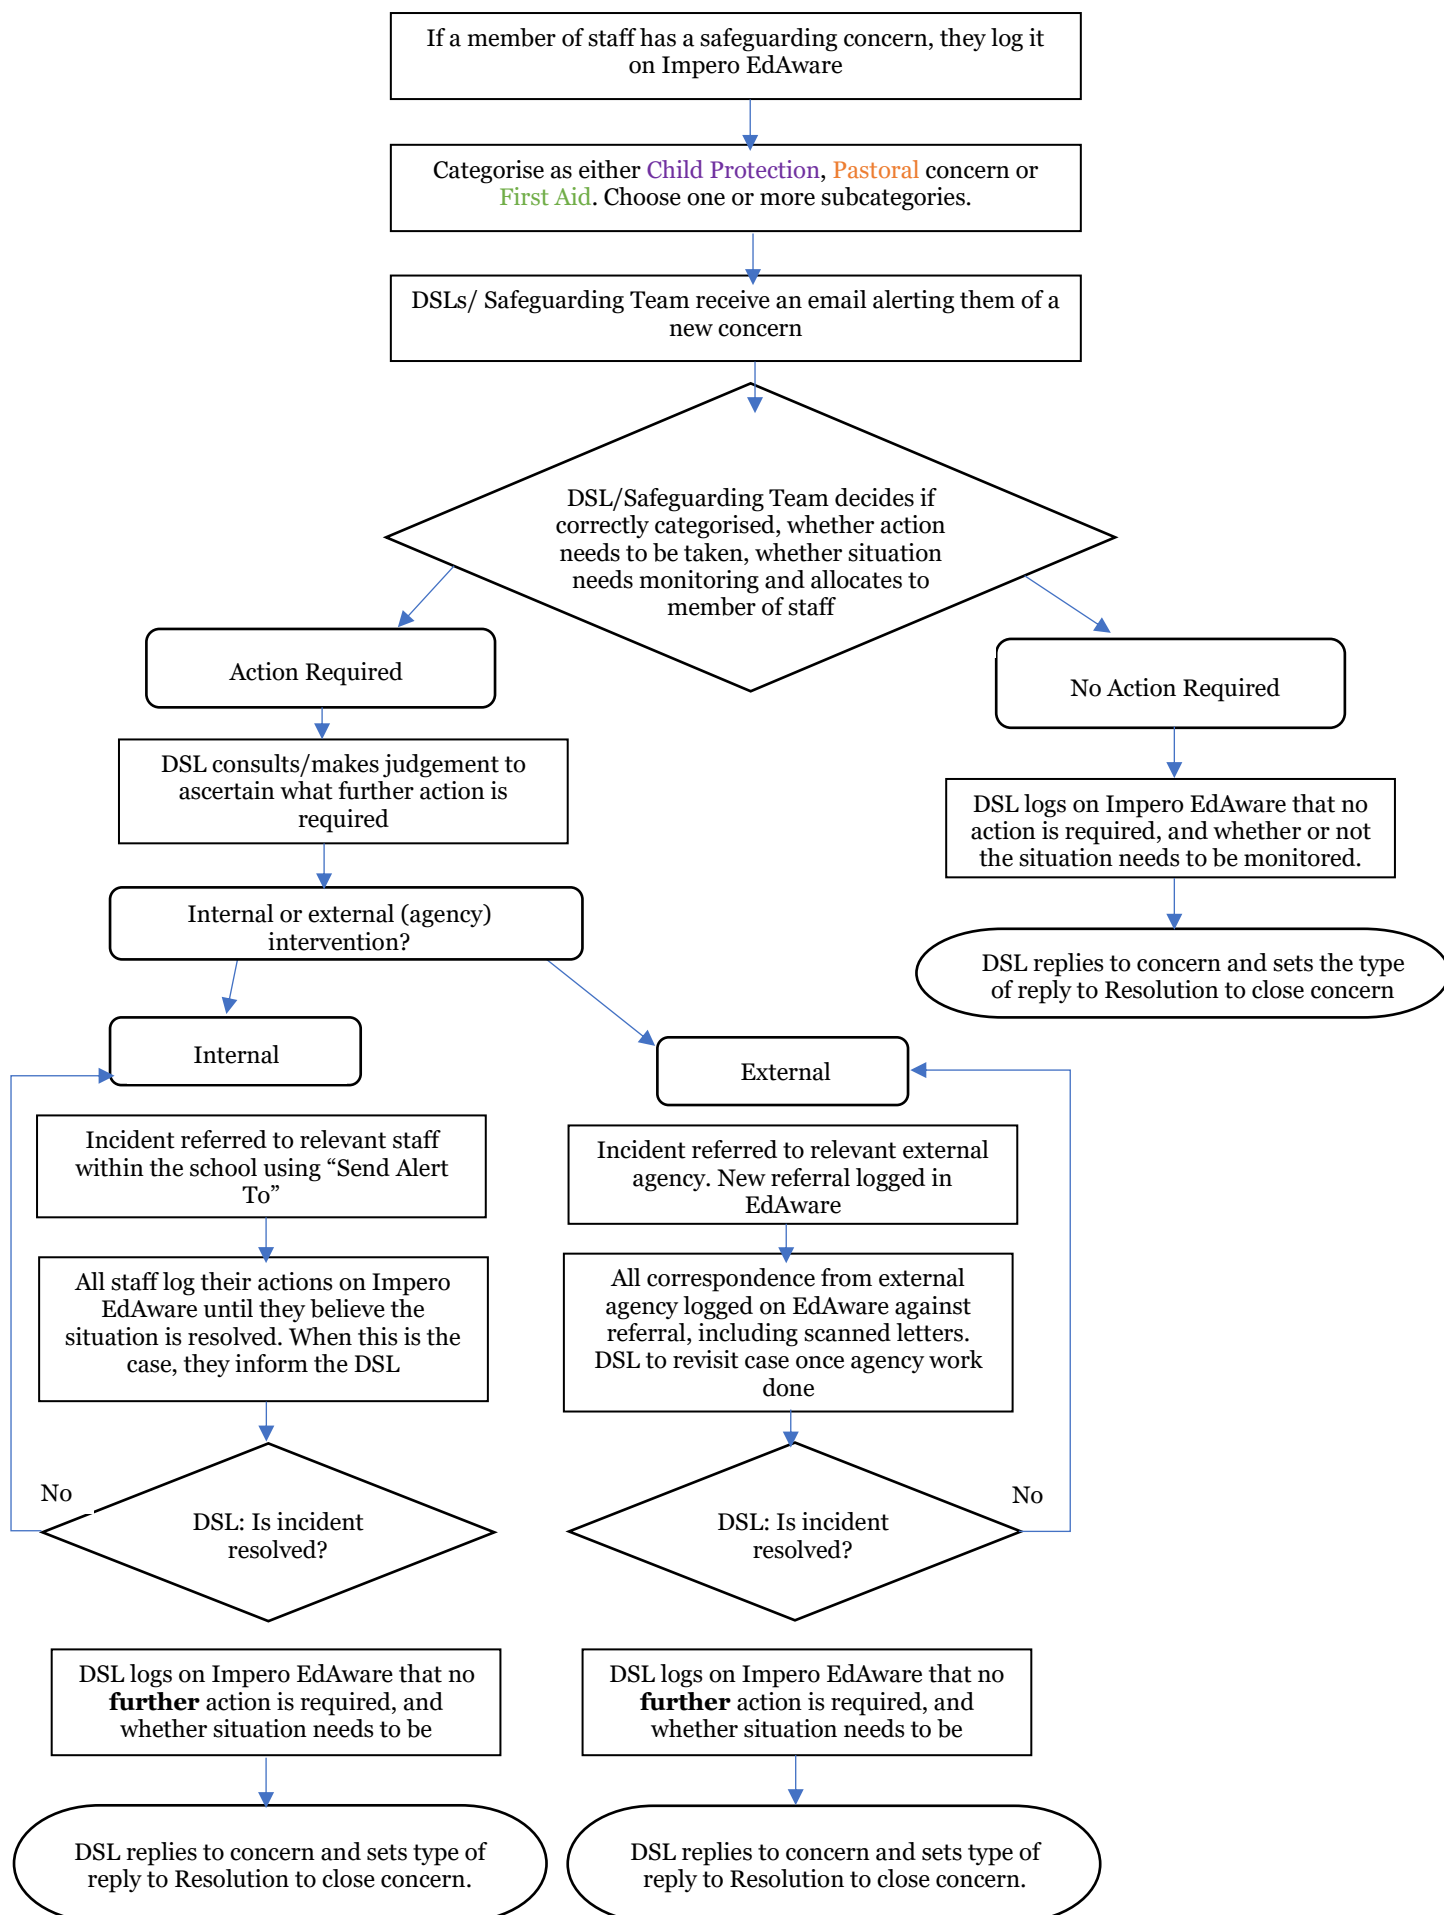 If a member of staff has a safeguarding concern, they log it
on Impero EdAware
Categorise as either Child Protection, Pastoral concern or
First Aid. Choose one or more subcategories.
DSLs/ Safeguarding Team receive an email alerting them of a
new concern
DSL/Safeguarding Team decides if
correctly categorised, whether action
needs to be taken, whether situation
needs monitoring and allocates to
member of staff
Action Required
No Action Required
DSL consults/makes judgement to
ascertain what further action is
required
DSL logs on Impero EdAware that no
action is required, and whether or not
the situation needs to be monitored.
Internal or external (agency)
intervention?
DSL replies to concern and sets the type
of reply to Resolution to close concern
Internal
External
Incident referred to relevant staff
within the school using “Send Alert
To”
Incident referred to relevant external
agency. New referral logged in
EdAware
All staff log their actions on Impero
EdAware until they believe the
situation is resolved. When this is the
case, they inform the DSL
All correspondence from external
agency logged on EdAware against
referral, including scanned letters.
DSL to revisit case once agency work
done
No
DSL: Is incident
resolved?
No
DSL: Is incident
resolved?
DSL logs on Impero EdAware that no
further action is required, and
whether situation needs to be
DSL logs on Impero EdAware that no
further action is required, and
whether situation needs to be
DSL replies to concern and sets type of
reply to Resolution to close concern.
DSL replies to concern and sets type of
reply to Resolution to close concern.